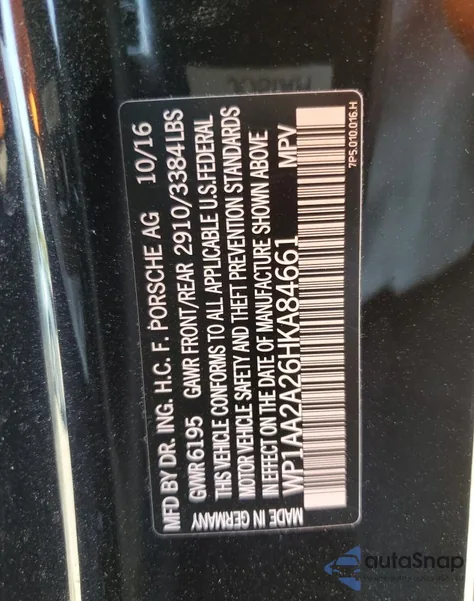 MFD BY DR. ING. H.C. F. PORSCHE AG 10/16
GWR 6195 GAWR FRONT/REAR 2910/3384 LBS
THIS VEHICLE CONFORMS TO ALL APPLICABLE U.S. FEDERAL
MOTOR VEHICLE SAFETY AND THEFT PREVENTION STANDARDS
IN EFFECT ON THE DATE OF MANUFACTURE SHOWN ABOVE
WP1AA2A26HKA84661 MPV
MADE IN GERMANY
7P5.010.016.H
autoSnap